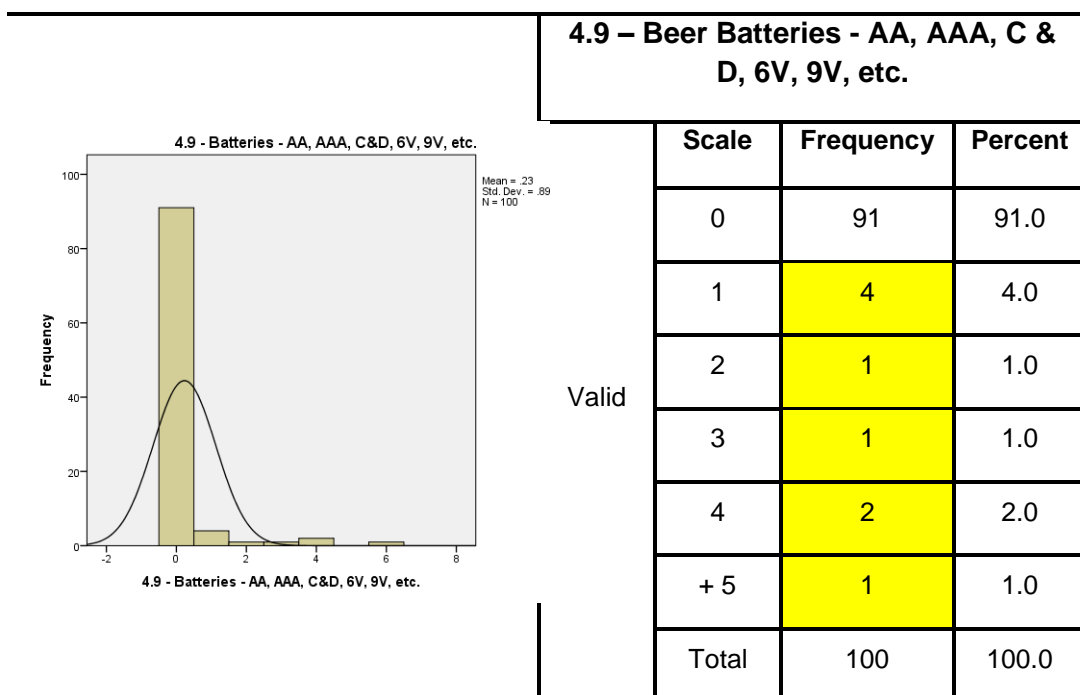 4.9 – Beer Batteries - AA, AAA, C &
D, 6V, 9V, etc.
4.9 - Batteries - AA, AAA, C&D, 6V, 9V, etc.
Mean = .23
Std. Dev. = .89
N = 100
Frequency
100
80
60
40
20
0
-2 0 2 4 6 8
4.9 - Batteries - AA, AAA, C&D, 6V, 9V, etc.
Valid
Scale Frequency Percent
0 91 91.0
1 4 4.0
2 1 1.0
3 1 1.0
4 2 2.0
+ 5 1 1.0
Total 100 100.0